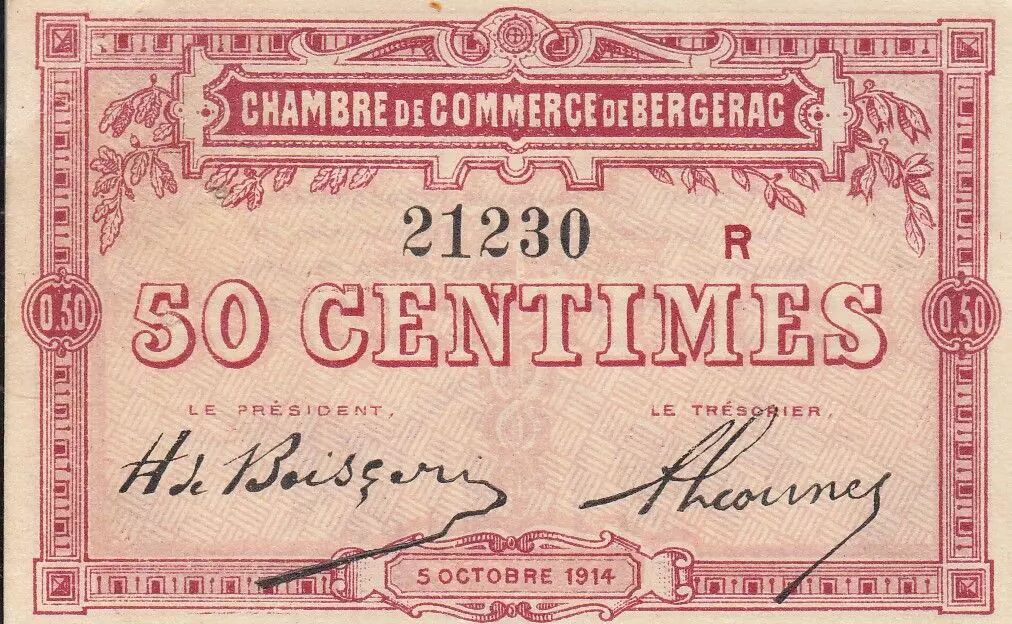 CHAMBRE DE COMMERCE DE BERGERAC
21230 R
0.50 50 CENTIMES 0.50
LE PRÉSIDENT, LE TRÉSORIER,
H de
5 OCTOBRE 1914